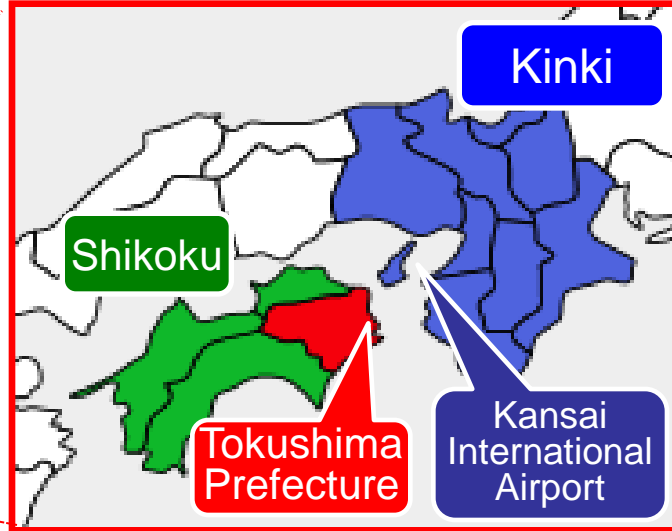 Kinki
Shikoku
Tokushima
Prefecture
Kansai
International
Airport